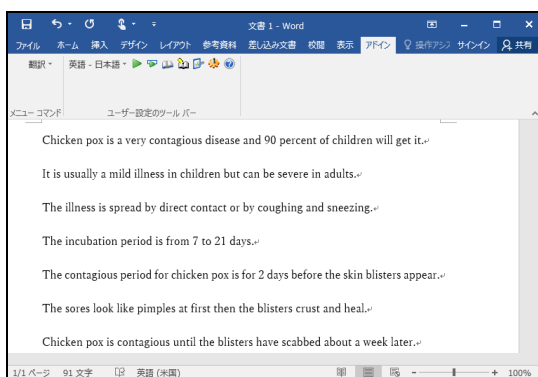 文書 1 - Word
ファイル ホーム 挿入 デザイン レイアウト 参考資料 差し込み文書 校閲 表示 アドイン 操作アシ サインイン 共有
翻訳 英語 - 日本語
メニュー コマンド ユーザー設定のツール バー
Chicken pox is a very contagious disease and 90 percent of children will get it.
It is usually a mild illness in children but can be severe in adults.
The illness is spread by direct contact or by coughing and sneezing.
The incubation period is from 7 to 21 days.
The contagious period for chicken pox is for 2 days before the skin blisters appear.
The sores look like pimples at first then the blisters crust and heal.
Chicken pox is contagious until the blisters have scabbed about a week later.
1/1 ページ 91 文字 英語 (米国) 100%